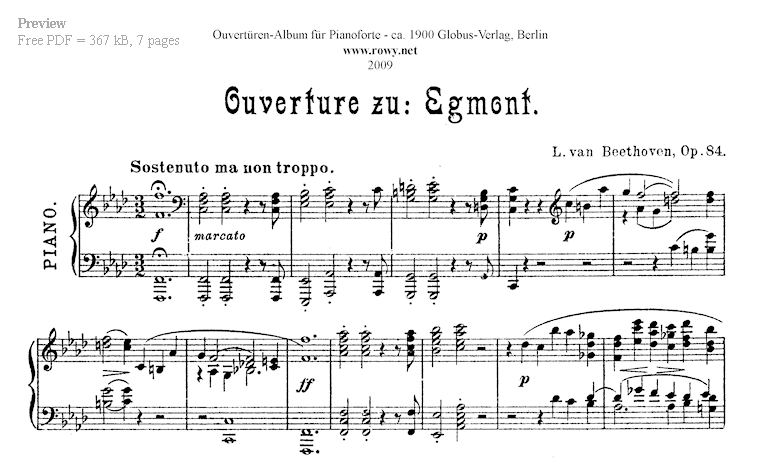 Preview
Free PDF = 367 kB, 7 pages
Ouvertüren-Album für Pianoforte - ca. 1900 Globus-Verlag, Berlin
www.rowy.net
2009
Ouverture zu: Egmont.
L. van Beethoven, Op. 84.
Sostenuto ma non troppo.
PIANO.
f marcato p p
ff p